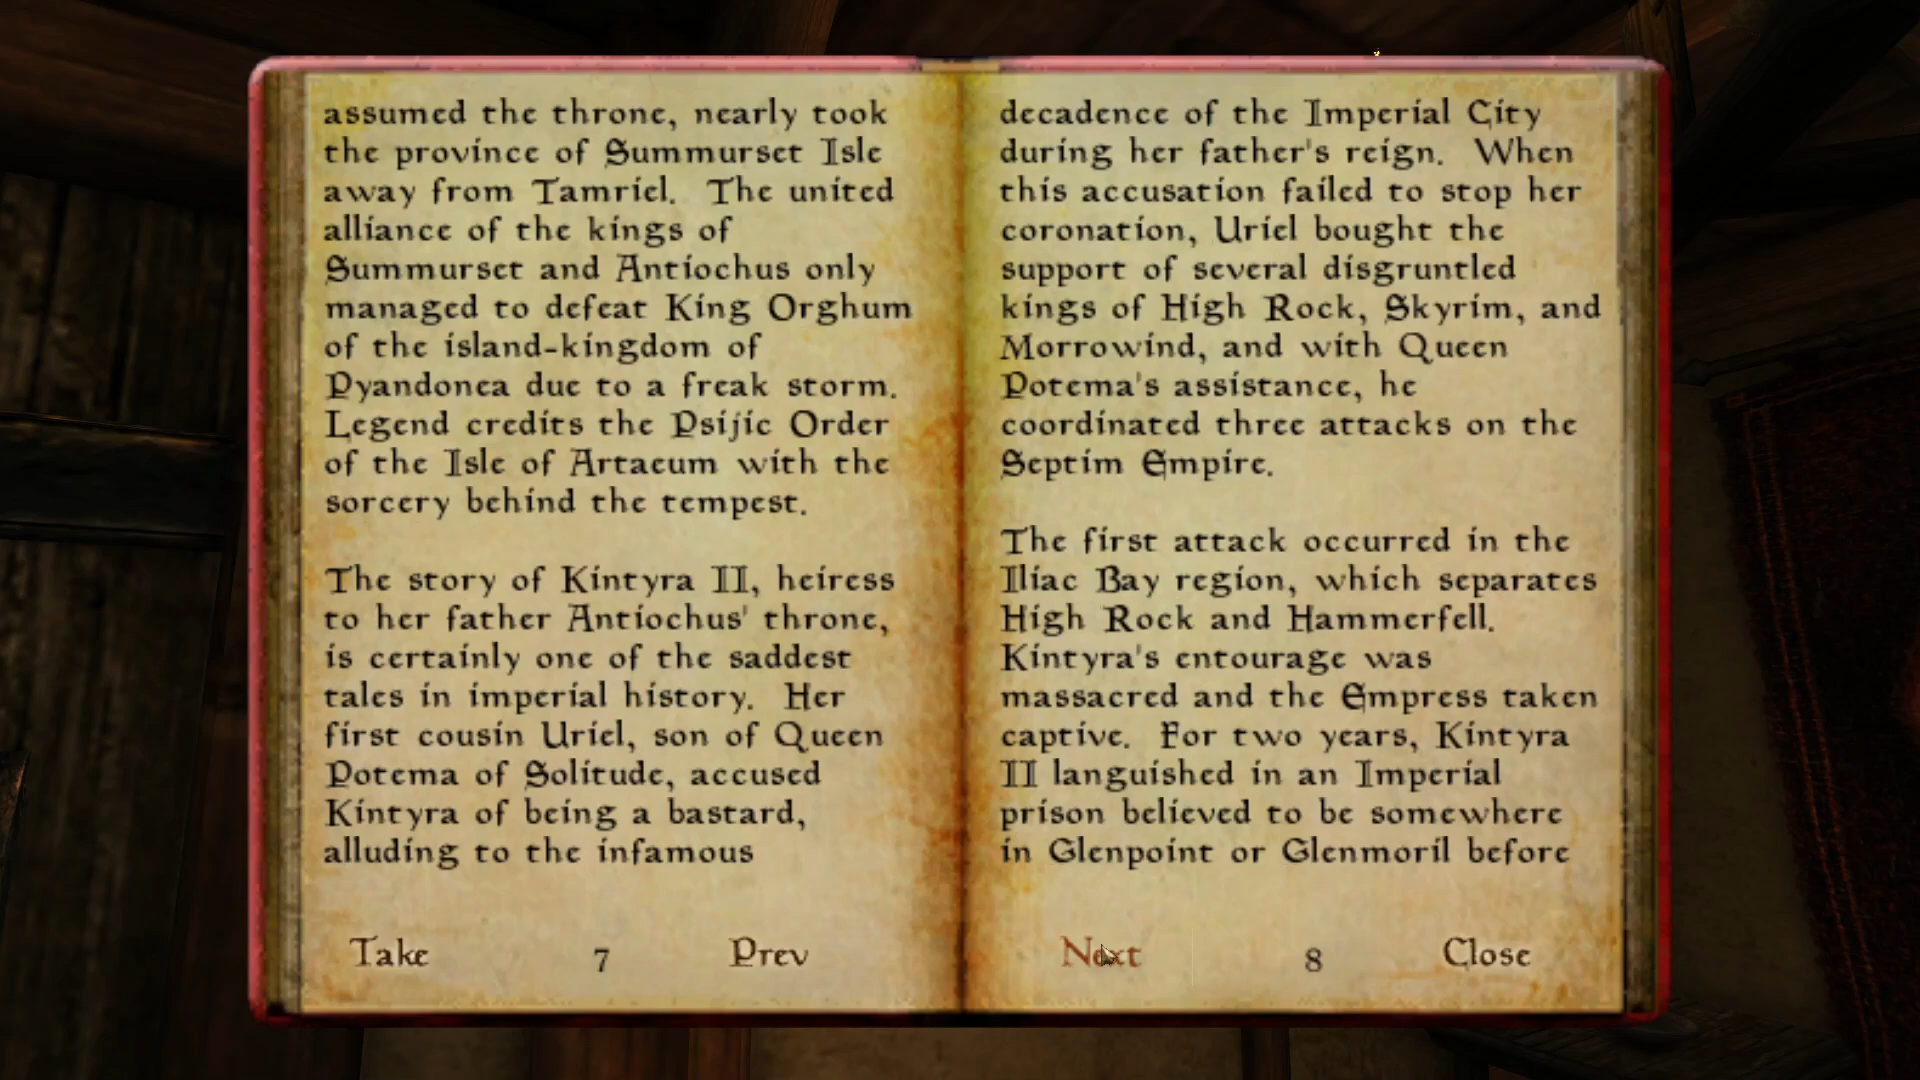 assumed the throne, nearly took
the province of Summurset Isle
away from Tamriel.  The united
alliance of the kings of
Summurset and Antiochus only
managed to defeat King Orghum
of the island-kingdom of
Pyandonea due to a freak storm.
Legend credits the Psijic Order
of the Isle of Artaeum with the
sorcery behind the tempest.

The story of Kintyra II, heiress
to her father Antiochus' throne,
is certainly one of the saddest
tales in imperial history.  Her
first cousin Uriel, son of Queen
Potema of Solitude, accused
Kintyra of being a bastard,
alluding to the infamous
Take 7 Prev
decadence of the Imperial City
during her father's reign.  When
this accusation failed to stop her
coronation, Uriel bought the
support of several disgruntled
kings of High Rock, Skyrim, and
Morrowind, and with Queen
Potema's assistance, he
coordinated three attacks on the
Septim Empire.

The first attack occurred in the
Iliac Bay region, which separates
High Rock and Hammerfell.
Kintyra's entourage was
massacred and the Empress taken
captive.  For two years, Kintyra
II languished in an Imperial
prison believed to be somewhere
in Glenpoint or Glenmoril before
Next 8 Close